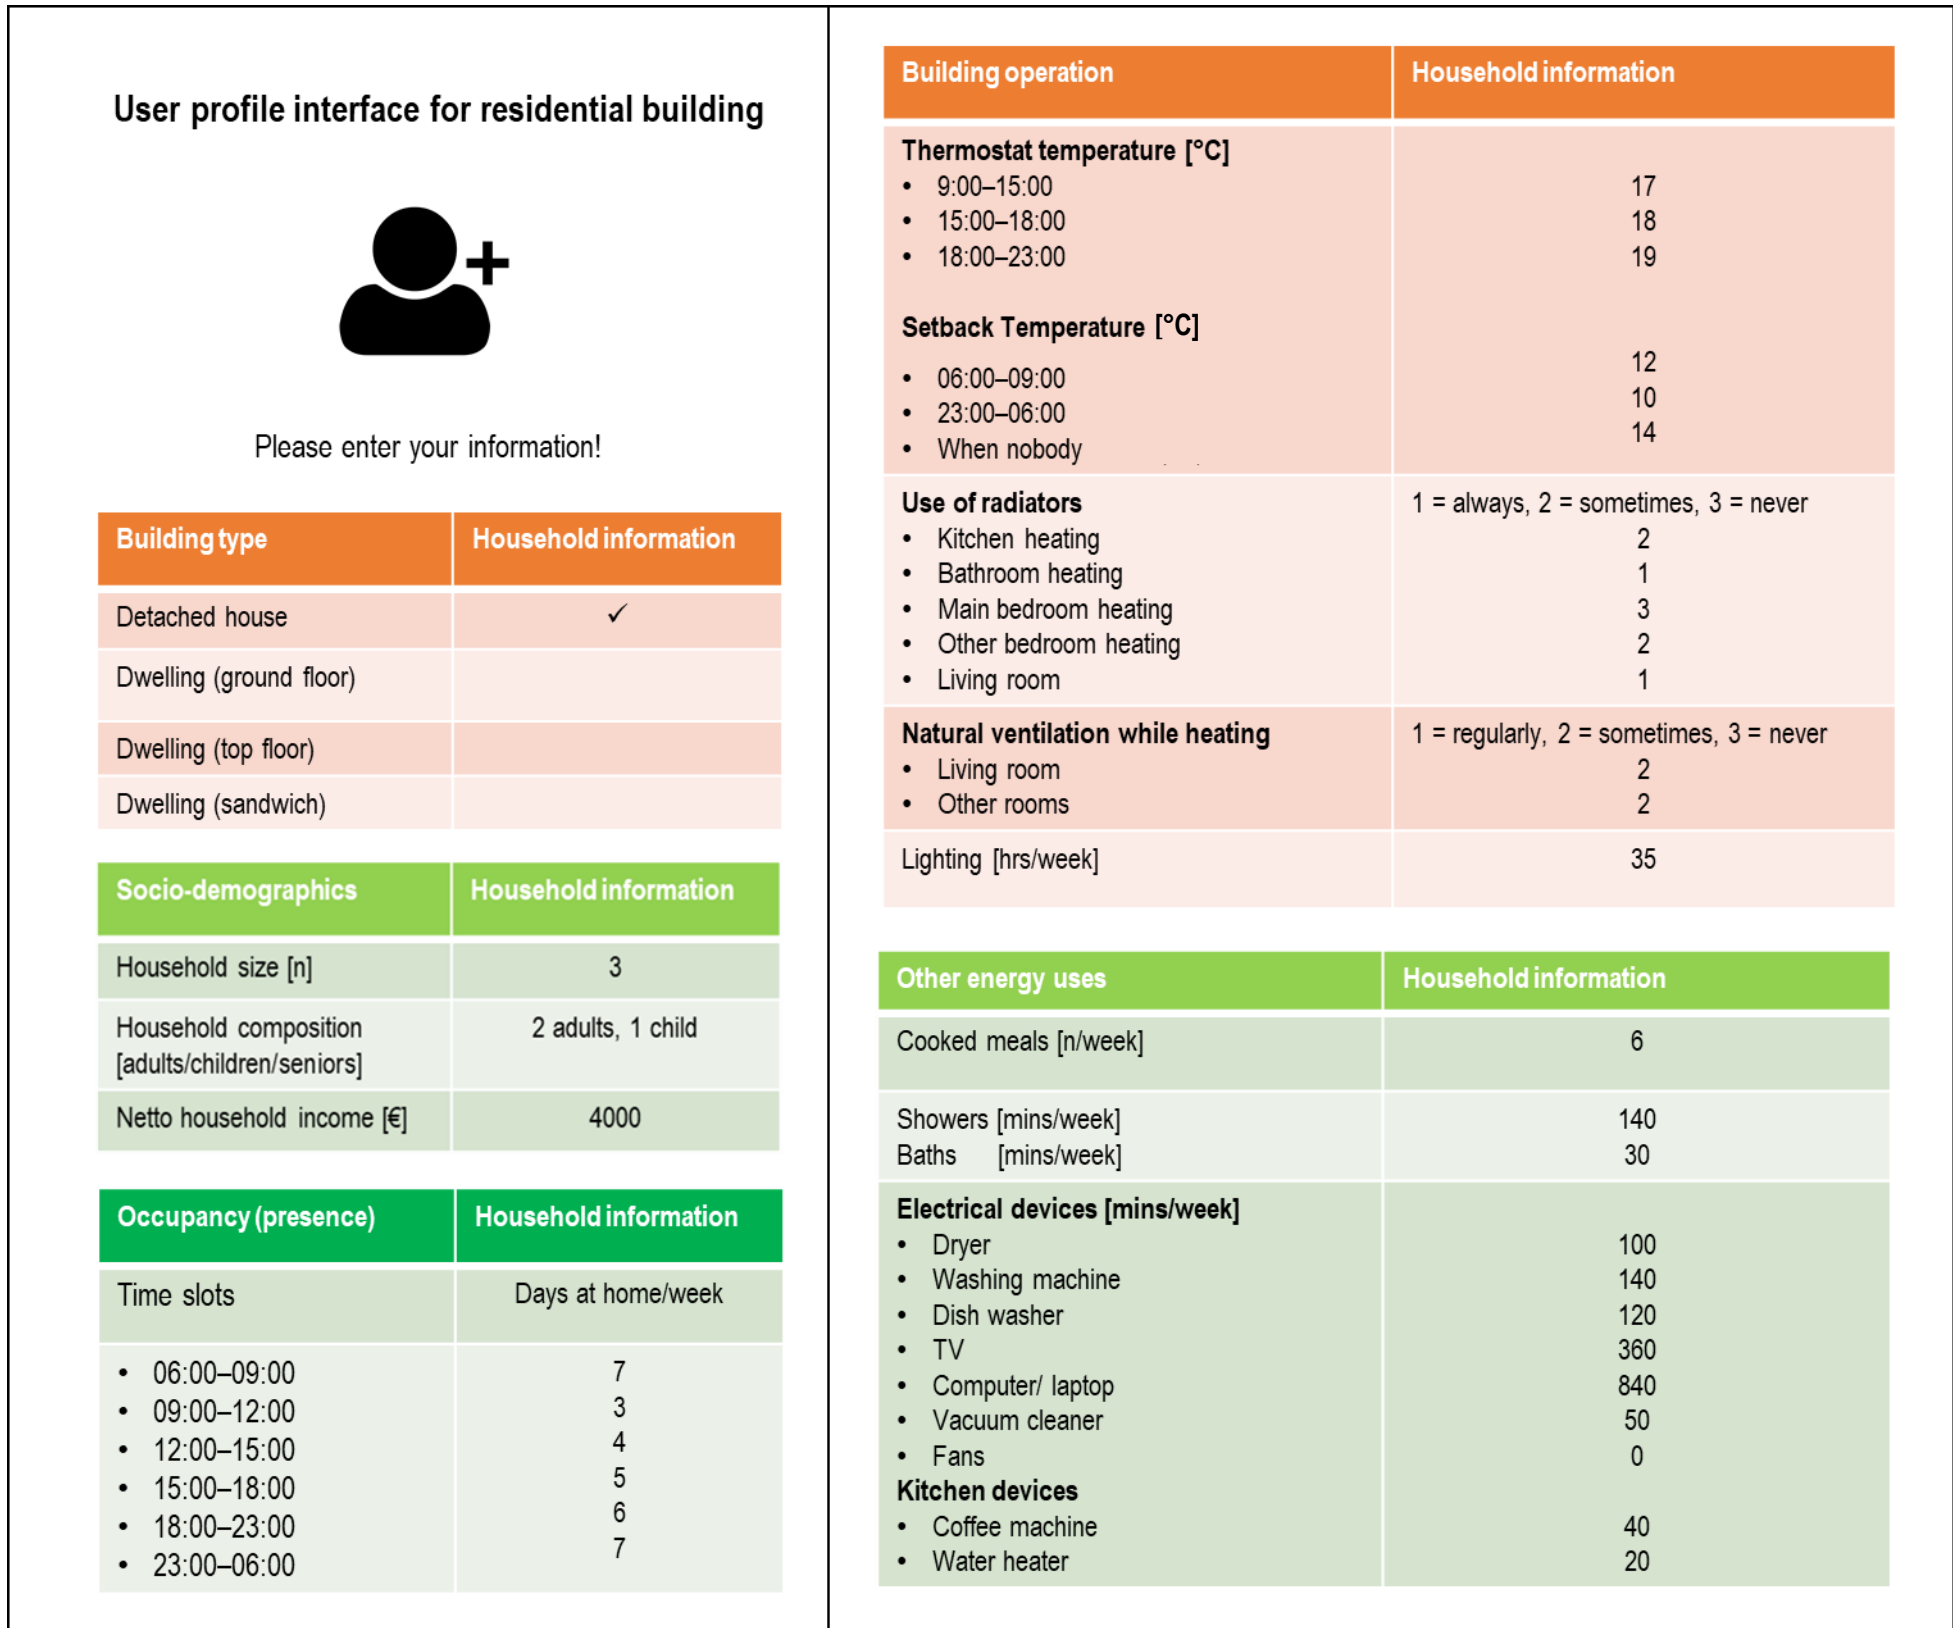 User profile interface for residential building
Please enter your information!
Building type Household information
Detached house ✓
Dwelling (ground floor)
Dwelling (top floor)
Dwelling (sandwich)
Socio-demographics Household information
Household size [n] 3
Household composition 2 adults, 1 child
[adults/children/seniors]
Netto household income [€] 4000
Occupancy (presence) Household information
Time slots Days at home/week
• 06:00–09:00 7
• 09:00–12:00 3
• 12:00–15:00 4
• 15:00–18:00 5
• 18:00–23:00 6
• 23:00–06:00 7
Building operation Household information
Thermostat temperature [°C]
• 9:00–15:00 17
• 15:00–18:00 18
• 18:00–23:00 19
Setback Temperature [°C]
• 06:00–09:00 12
• 23:00–06:00 10
• When nobody 14
Use of radiators 1 = always, 2 = sometimes, 3 = never
• Kitchen heating 2
• Bathroom heating 1
• Main bedroom heating 3
• Other bedroom heating 2
• Living room 1
Natural ventilation while heating 1 = regularly, 2 = sometimes, 3 = never
• Living room 2
• Other rooms 2
Lighting [hrs/week] 35
Other energy uses Household information
Cooked meals [n/week] 6
Showers [mins/week] 140
Baths [mins/week] 30
Electrical devices [mins/week]
• Dryer 100
• Washing machine 140
• Dish washer 120
• TV 360
• Computer/ laptop 840
• Vacuum cleaner 50
• Fans 0
Kitchen devices
• Coffee machine 40
• Water heater 20